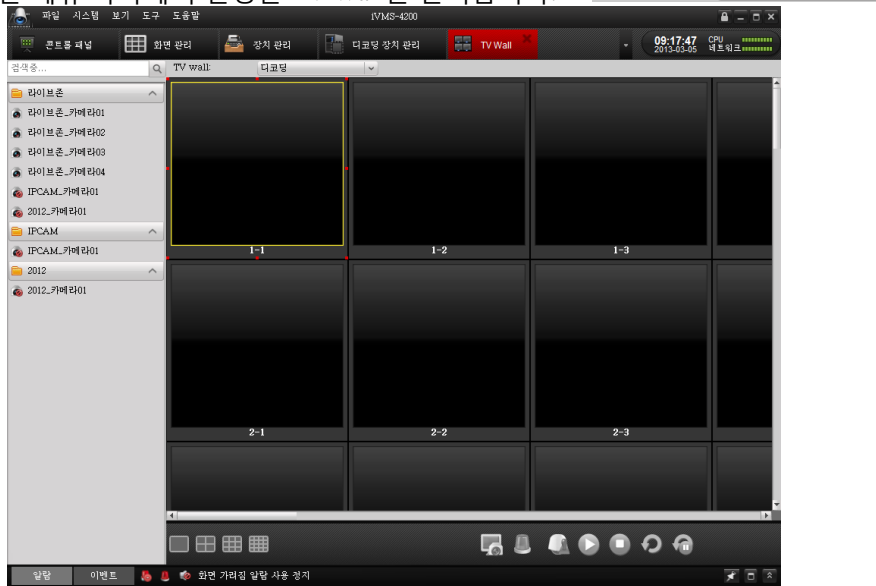 파일 시스템 보기 도구 도움말 iVMS-4200
콘트롤 패널 화면 관리 장치 관리 디코딩 장치 관리 TV Wall 09:17:47 CPU
2013-03-05 네트워크
검색중... TV wall: 디코딩
라이브존
라이브존_카메라01
라이브존_카메라02
라이브존_카메라03
라이브존_카메라04
IPCAM_카메라01
2012_카메라01
IPCAM
IPCAM_카메라01
2012
2012_카메라01
1-1 1-2 1-3
2-1 2-2 2-3
알람 이벤트 화면 가려짐 알람 사용 정지